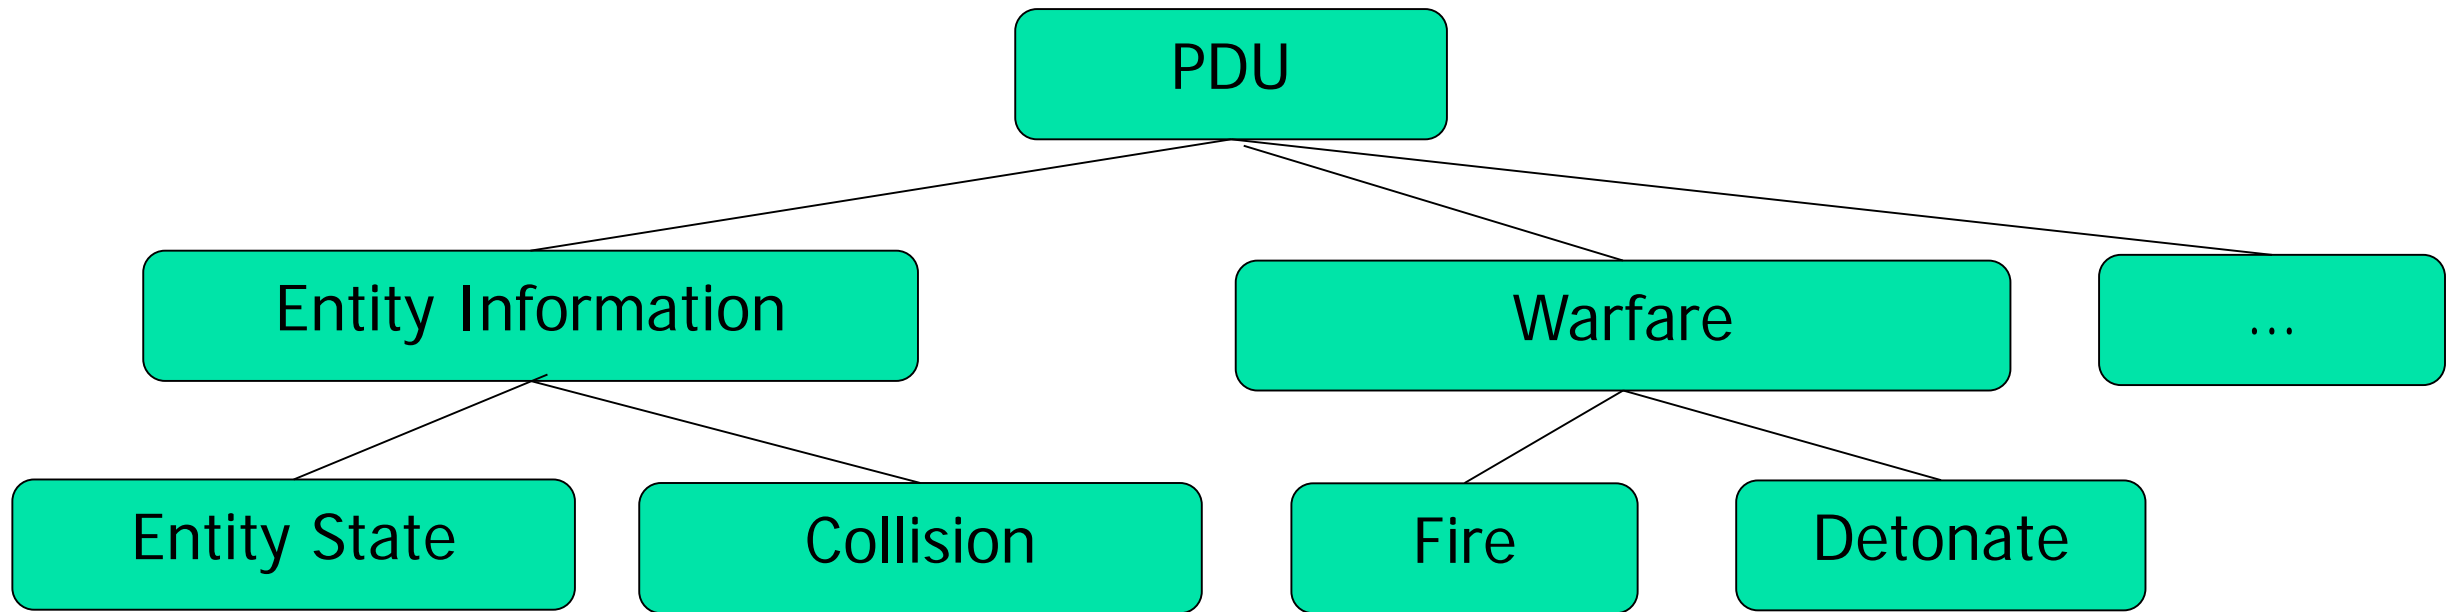 PDU
Entity Information
Warfare
...
Entity State
Collision
Fire
Detonate